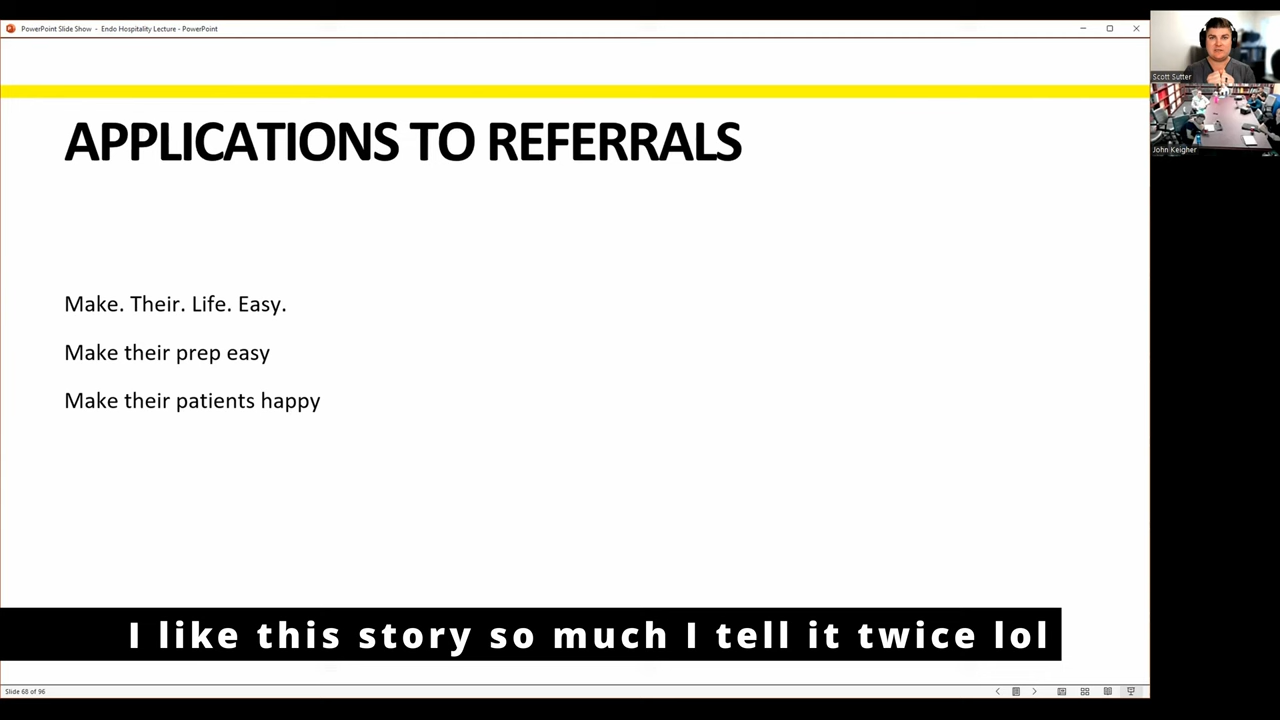 PowerPoint Slide Show - Endo Hospitality Lecture - PowerPoint
Scott Sutter
John Keigher
APPLICATIONS TO REFERRALS
Make. Their. Life. Easy.
Make their prep easy
Make their patients happy
I like this story so much I tell it twice lol
Slide 68 of 96